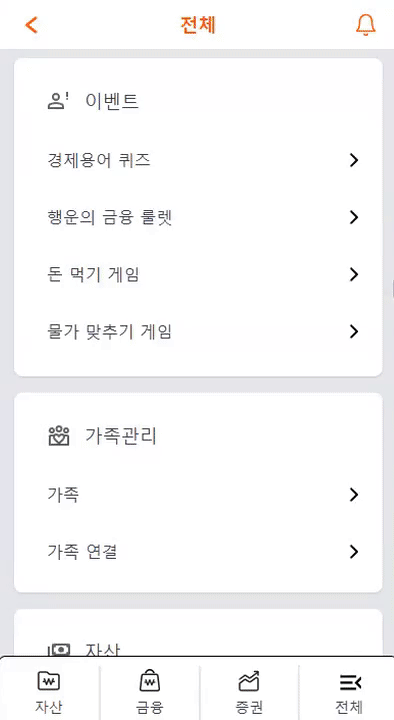 전체
이벤트
경제용어 퀴즈
행운의 금융 룰렛
돈 먹기 게임
물가 맞추기 게임
가족관리
가족
가족 연결
자산
자산
금융
증권
전체